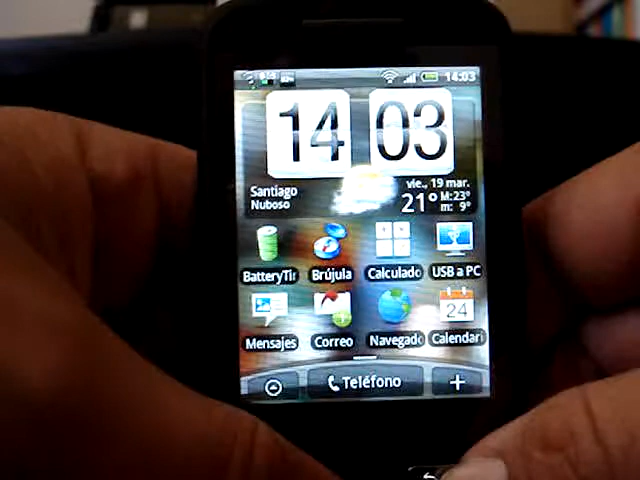 14:03
14 03
Santiago
Nuboso
vie., 19 mar.
21° M: 23°
m: 9°
BatteryTir Brújula Calculado USB a PC
Mensajes Correo Navegado Calendari
24
Teléfono